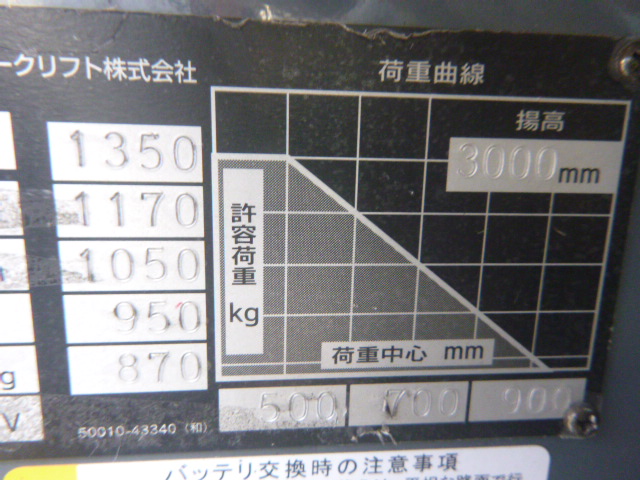 ークリフト株式会社
荷重曲線
揚高
1350
3000mm
1170
許容荷重
1050
950
kg
荷重中心 mm
870
g
V
500 700 900
50010-43340 (和)
バッテリ交換時の注意事項